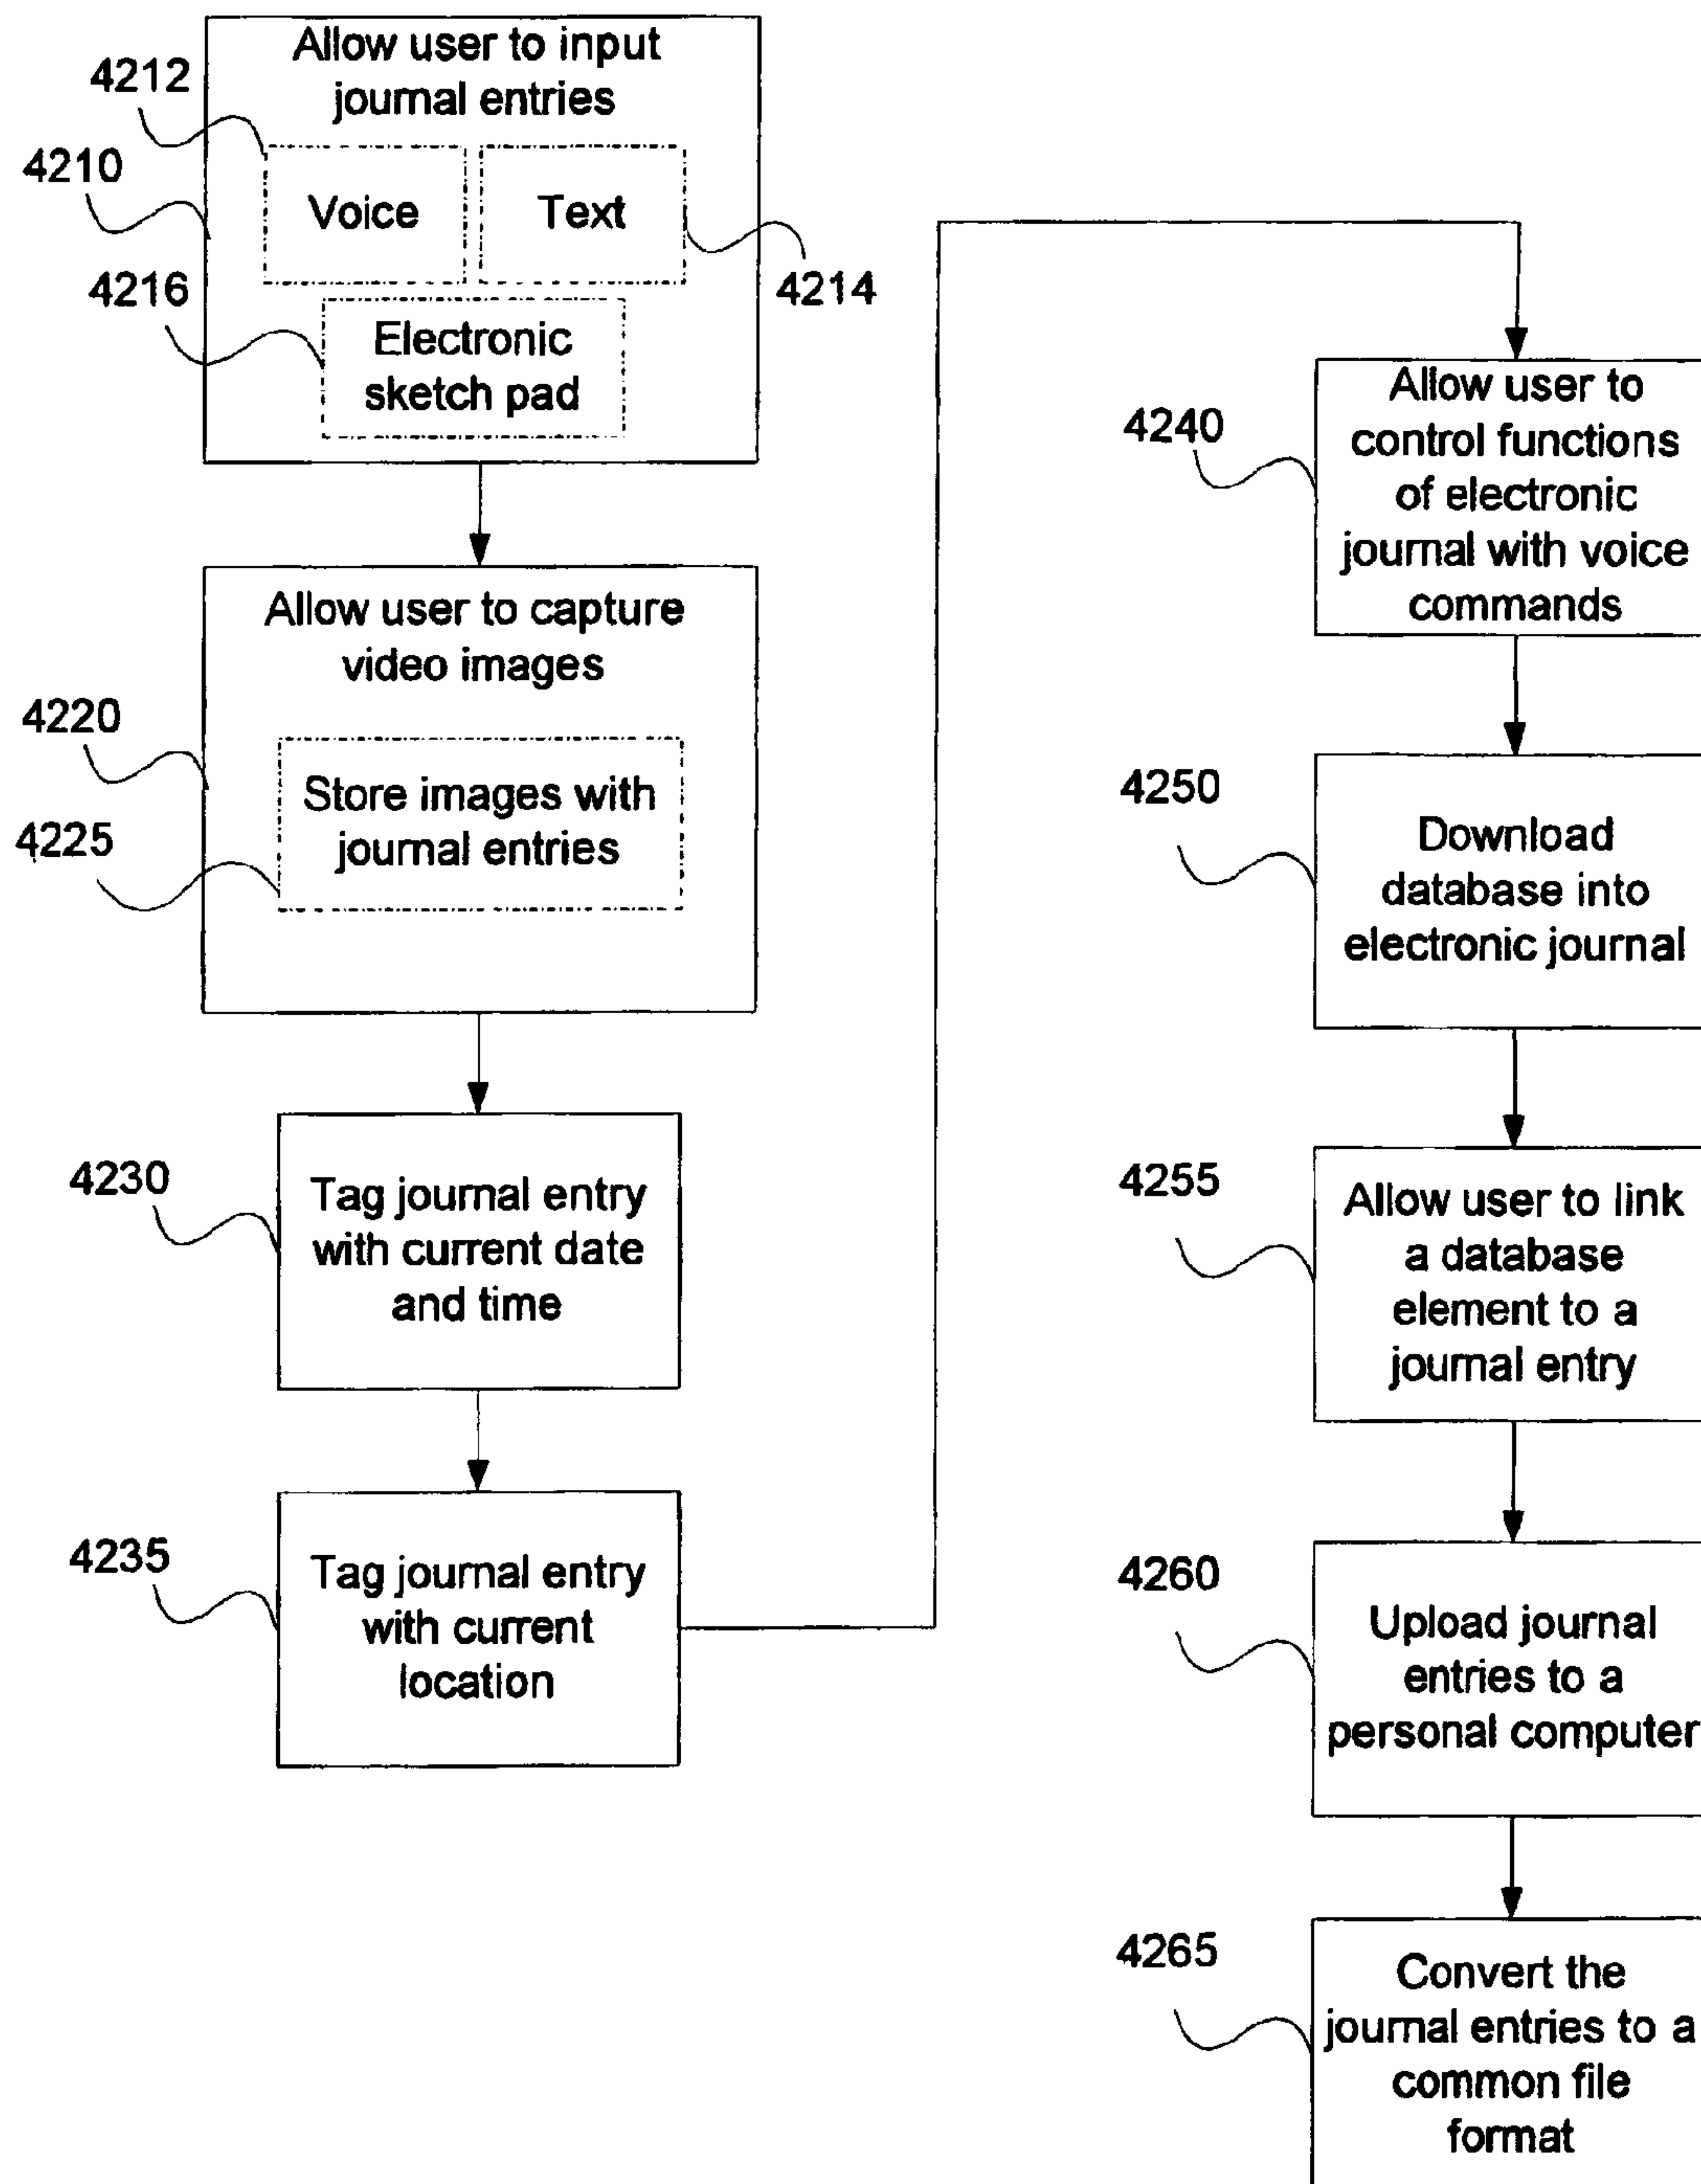 Allow user to input
journal entries
4212
4210
Voice
Text
4214
4216
Electronic
sketch pad
Allow user to capture
video images
4220
Store images with
journal entries
4225
4230
Tag journal entry
with current date
and time
4235
Tag journal entry
with current
location
4240
Allow user to
control functions
of electronic
journal with voice
commands
4250
Download
database into
electronic journal
4255
Allow user to link
a database
element to a
journal entry
4260
Upload journal
entries to a
personal computer
4265
Convert the
journal entries to a
common file
format